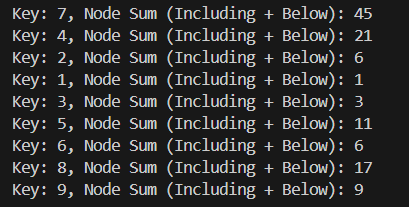 Key: 7, Node Sum (Including + Below): 45
Key: 4, Node Sum (Including + Below): 21
Key: 2, Node Sum (Including + Below): 6
Key: 1, Node Sum (Including + Below): 1
Key: 3, Node Sum (Including + Below): 3
Key: 5, Node Sum (Including + Below): 11
Key: 6, Node Sum (Including + Below): 6
Key: 8, Node Sum (Including + Below): 17
Key: 9, Node Sum (Including + Below): 9